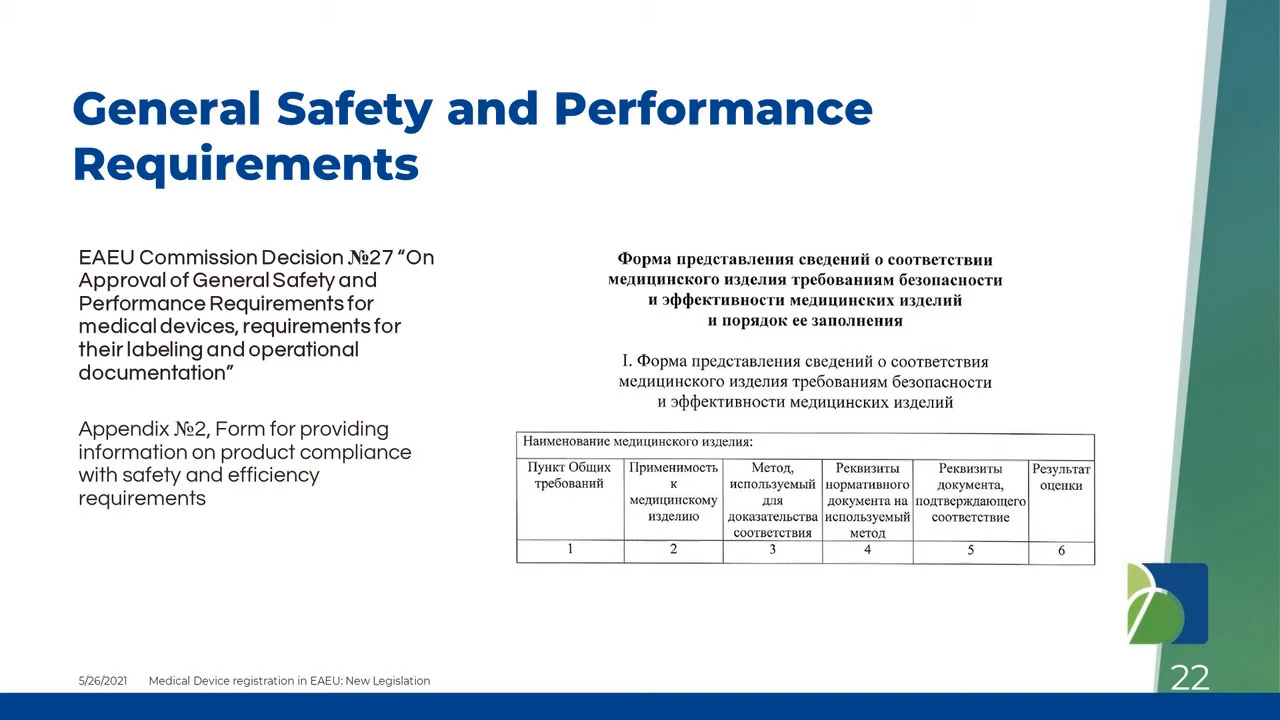 General Safety and Performance
Requirements
EAEU Commission Decision №27 “On
Approval of General Safety and
Performance Requirements for
medical devices, requirements for
their labeling and operational
documentation”
Appendix №2, Form for providing
information on product compliance
with safety and efficiency
requirements
Форма представления сведений о соответствии
медицинского изделия требованиям безопасности
и эффективности медицинских изделий
и порядок ее заполнения
I. Форма представления сведений о соответствия
медицинского изделия требованиям безопасности
и эффективности медицинских изделий
Наименование медицинского изделия:
Пункт Общих
требований
Применимость
к
медицинскому
изделию
Метод,
используемый
для
доказательства
соответствия
Реквизиты
нормативного
документа на
используемый
метод
Реквизиты
документа,
подтверждающего
соответствие
Результат
оценки
1 2 3 4 5 6
5/26/2021 Medical Device registration in EAEU: New Legislation
22